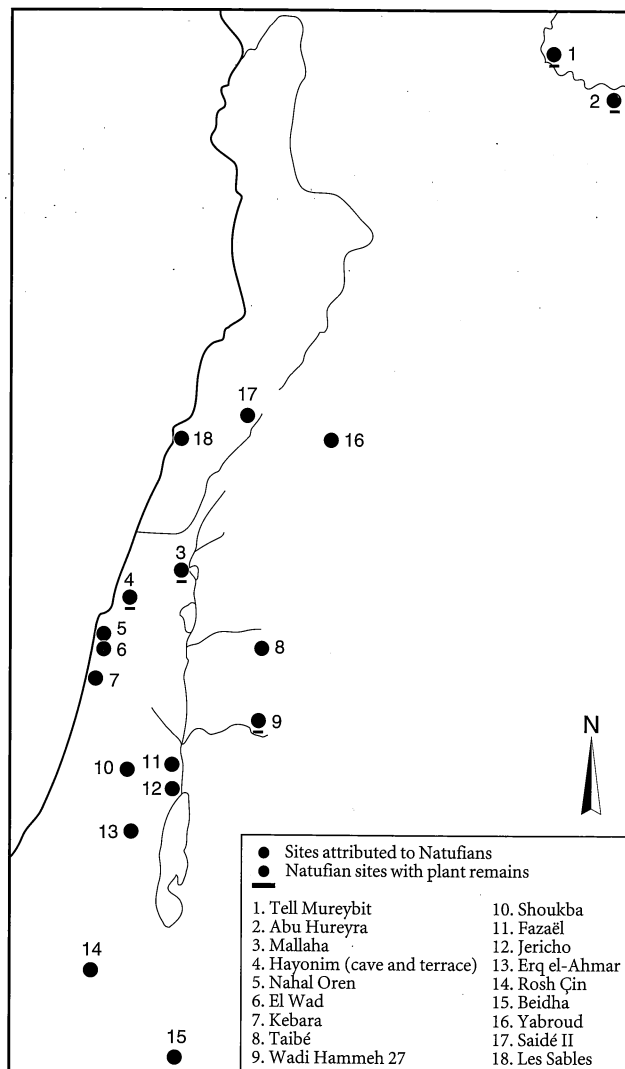 1
2
17
18
16
3
4
5
6
8
7
9
N
11
10
12
13
Sites attributed to Natufians
Natufian sites with plant remains
1. Tell Mureybit
2. Abu Hureyra
3. Mallaha
4. Hayonim (cave and terrace)
5. Nahal Oren
6. El Wad
7. Kebara
8. Taibé
9. Wadi Hammeh 27
10. Shoukba
11. Fazaël
12. Jericho
13. Erq el-Ahmar
14. Rosh Çin
15. Beidha
16. Yabroud
17. Saidé II
18. Les Sables
14
15